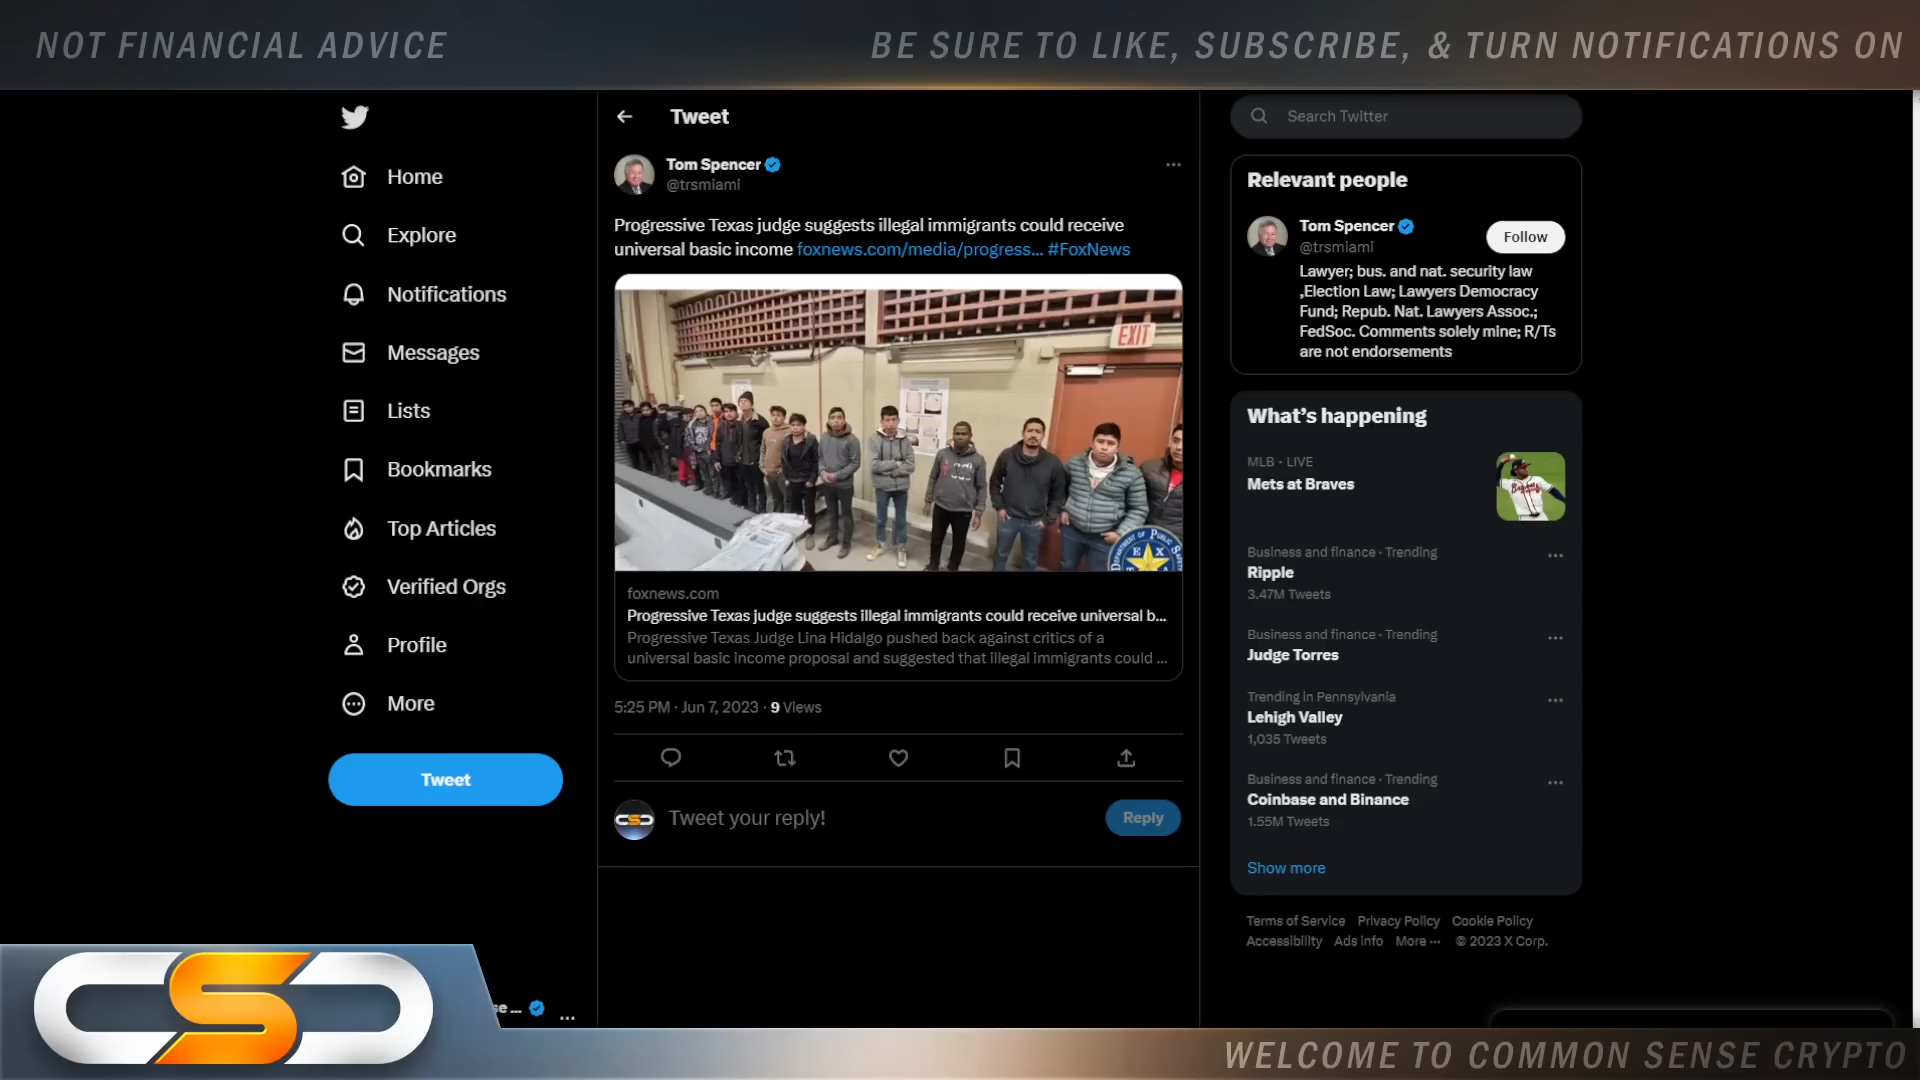 NOT FINANCIAL ADVICE
BE SURE TO LIKE, SUBSCRIBE, & TURN NOTIFICATIONS ON
Home
Explore
Notifications
Messages
Lists
Bookmarks
Top Articles
Verified Orgs
Profile
More
Tweet
Tweet
Tom Spencer
@trsmiami
Progressive Texas judge suggests illegal immigrants could receive
universal basic income foxnews.com/media/progress... #FoxNews
EXIT
foxnews.com
Progressive Texas judge suggests illegal immigrants could receive universal b...
Progressive Texas Judge Lina Hidalgo pushed back against critics of a
universal basic income proposal and suggested that illegal immigrants could ...
5:25 PM · Jun 7, 2023 · 9 Views
Tweet your reply!
Reply
Search Twitter
Relevant people
Tom Spencer
@trsmiami
Follow
Lawyer; bus. and nat. security law
,Election Law; Lawyers Democracy
Fund; Repub. Nat. Lawyers Assoc.;
FedSoc. Comments solely mine; R/Ts
are not endorsements
What's happening
MLB · LIVE
Mets at Braves
Business and finance · Trending
Ripple
3.47M Tweets
Business and finance · Trending
Judge Torres
Trending in Pennsylvania
Lehigh Valley
1,035 Tweets
Business and finance · Trending
Coinbase and Binance
1.55M Tweets
Show more
Terms of Service Privacy Policy Cookie Policy
Accessibility Ads info More ··· © 2023 X Corp.
CSC
se ...
WELCOME TO COMMON SENSE CRYPTO